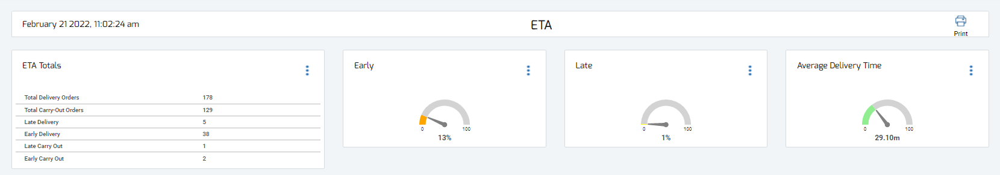 February 21 2022, 11:02:24 am
ETA
Print
ETA Totals
Total Delivery Orders 178
Total Carry-Out Orders 129
Late Delivery 5
Early Delivery 38
Late Carry Out 1
Early Carry Out 2
Early
0 100
13%
Late
0 100
1%
Average Delivery Time
0 100
29.10m